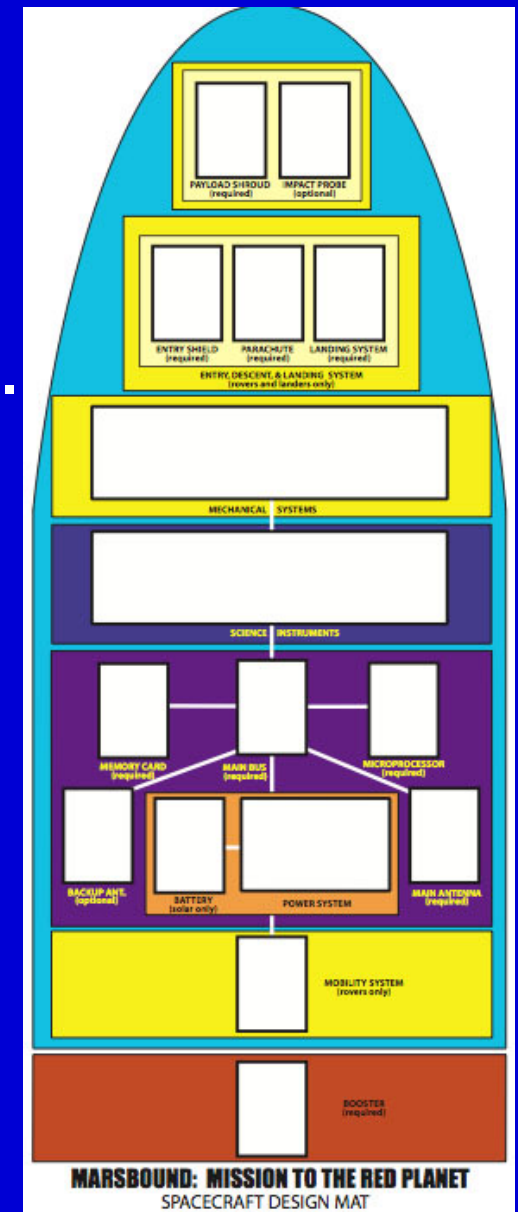 PAYLOAD SHROUD
(required)
IMPACT PROBE
(optional)
ENTRY SHIELD
(required)
PARACHUTE
(required)
LANDING SYSTEM
(required)
ENTRY, DESCENT, & LANDING SYSTEM
(rovers and landers only)
MECHANICAL SYSTEMS
SCIENCE INSTRUMENTS
MEMORY CARD
(required)
MAIN BUS
(required)
MICROPROCESSOR
(required)
BACKUP ANT.
(optional)
BATTERY
(solar only)
POWER SYSTEM
MAIN ANTENNA
(required)
MOBILITY SYSTEM
(rovers only)
BOOSTER
(required)
MARSBOUND: MISSION TO THE RED PLANET
SPACECRAFT DESIGN MAT